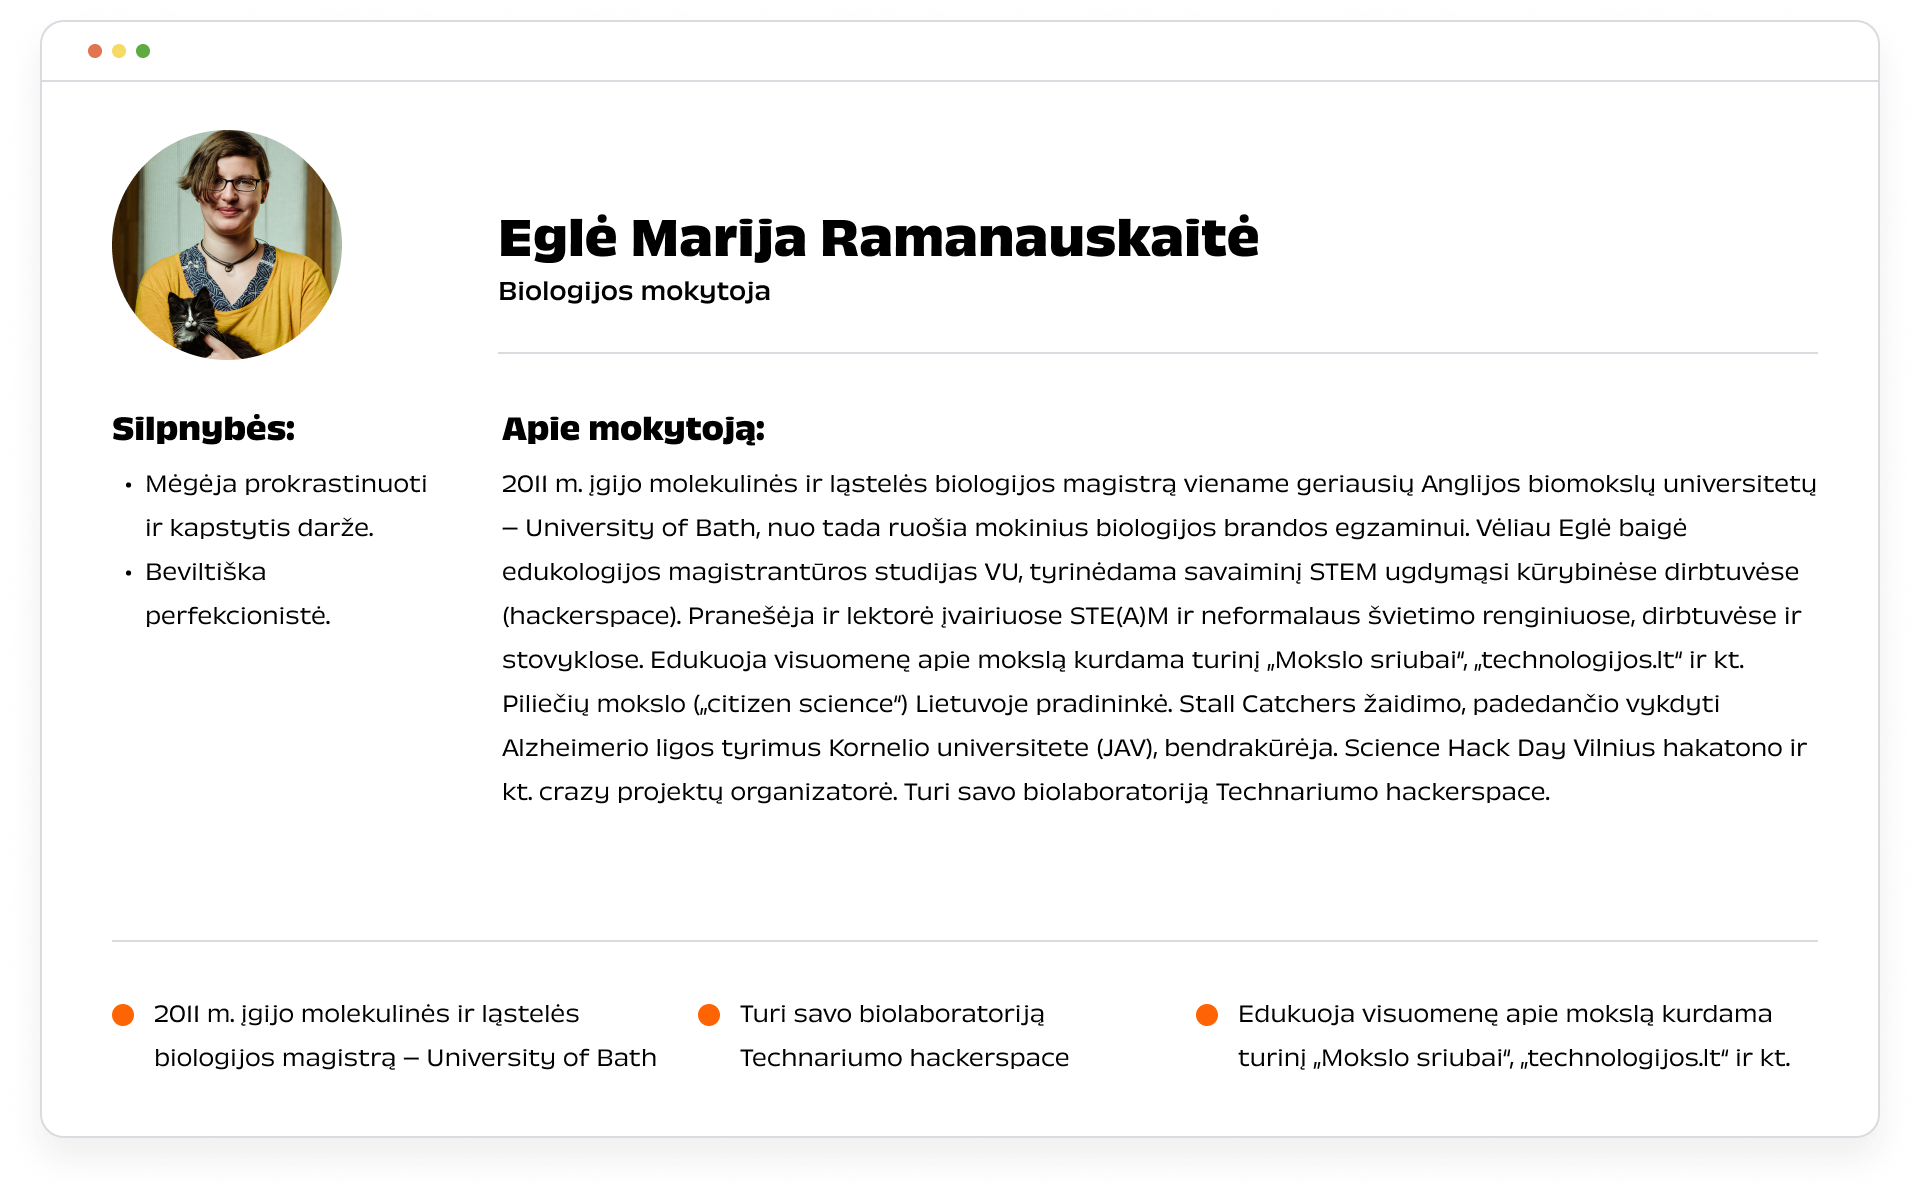 Eglė Marija Ramanauskaitė
Biologijos mokytoja
Silpnybės:
• Mėgėja prokrastinuoti
ir kapstytis darže.
• Beviltiška
perfekcionistė.
Apie mokytoją:
2011 m. įgijo molekulinės ir ląstelės biologijos magistrą viename geriausių Anglijos biomokslų universitetų
– University of Bath, nuo tada ruošia mokinius biologijos brandos egzaminui. Vėliau Eglė baigė
edukologijos magistrantūros studijas VU, tyrinėdama savaiminį STEM ugdymąsi kūrybinėse dirbtuvėse
(hackerspace). Pranešėja ir lektorė įvairiuose STE(A)M ir neformalaus švietimo renginiuose, dirbtuvėse ir
stovyklose. Edukuoja visuomenę apie mokslą kurdama turinį „Mokslo sriubai“, „technologijos.lt“ ir kt.
Piliečių mokslo („citizen science“) Lietuvoje pradininkė. Stall Catchers žaidimo, padedančio vykdyti
Alzheimerio ligos tyrimus Kornelio universitete (JAV), bendrakūrėja. Science Hack Day Vilnius hakatono ir
kt. crazy projektų organizatorė. Turi savo biolaboratoriją Technariumo hackerspace.
2011 m. įgijo molekulinės ir ląstelės
biologijos magistrą – University of Bath
Turi savo biolaboratoriją
Technariumo hackerspace
Edukuoja visuomenę apie mokslą kurdama
turinį „Mokslo sriubai“, „technologijos.lt“ ir kt.